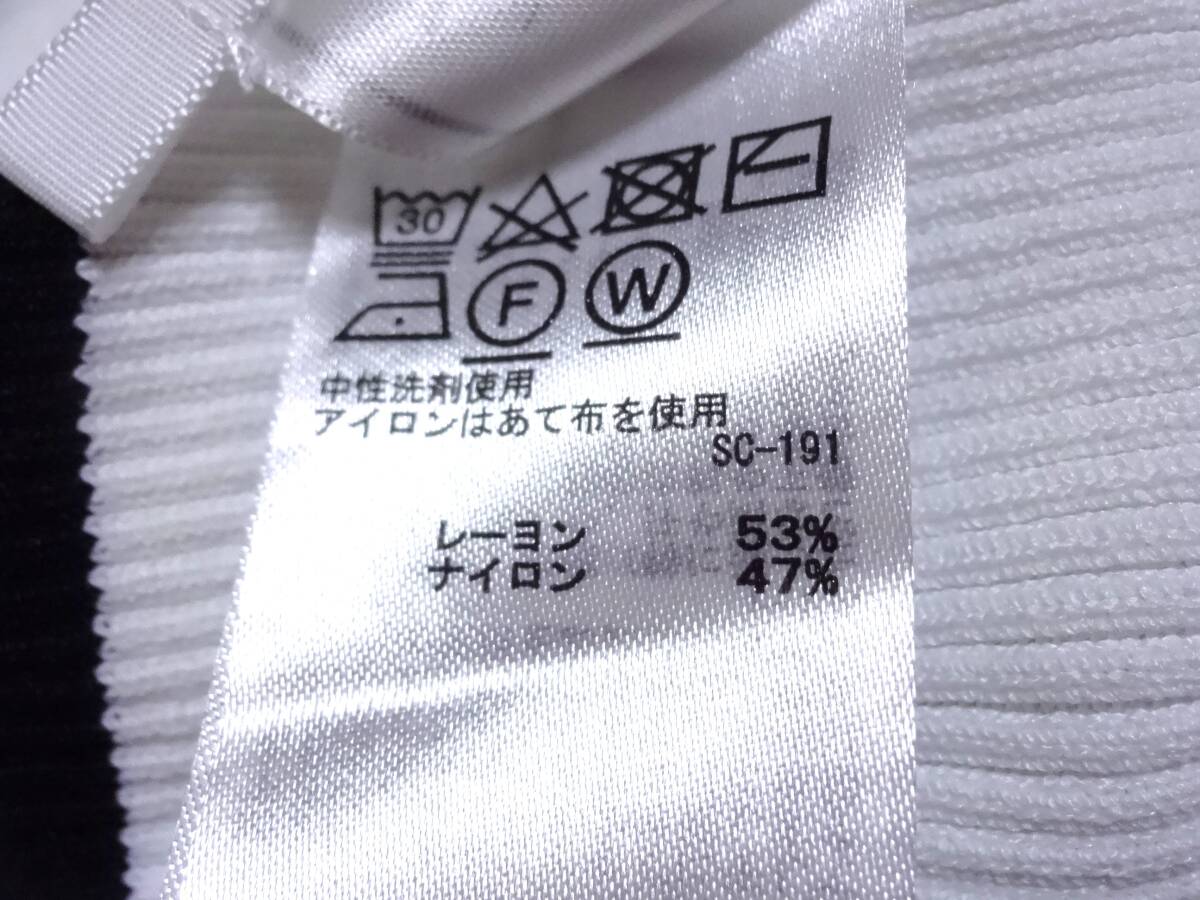 30
F W
中性洗剤使用
アイロンはあて布を使用
SC-191
レーヨン 53%
ナイロン 47%